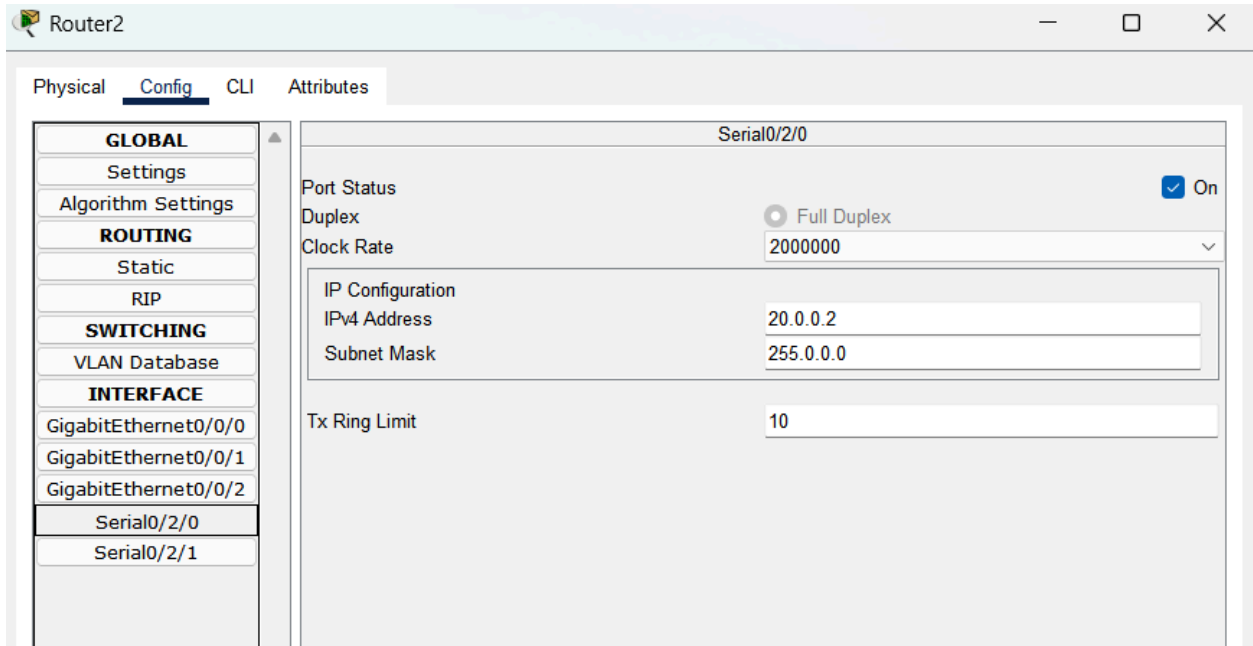 Router2
Physical Config CLI Attributes
GLOBAL
Settings
Algorithm Settings
ROUTING
Static
RIP
SWITCHING
VLAN Database
INTERFACE
GigabitEthernet0/0/0
GigabitEthernet0/0/1
GigabitEthernet0/0/2
Serial0/2/0
Serial0/2/1
Serial0/2/0
Port Status On
Duplex Full Duplex
Clock Rate 2000000
IP Configuration
IPv4 Address 20.0.0.2
Subnet Mask 255.0.0.0
Tx Ring Limit 10